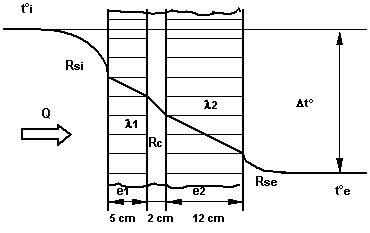 t°i
Rsi
λ2
Δt°
Q
λ1
Rc
Rse
e1
e2
t°e
5 cm
2 cm
12 cm